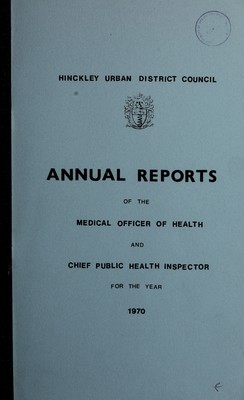 HINCKLEY URBAN DISTRICT COUNCIL
ANNUAL REPORTS
OF THE
MEDICAL OFFICER OF HEALTH
AND
CHIEF PUBLIC HEALTH INSPECTOR
FOR THE YEAR
1970